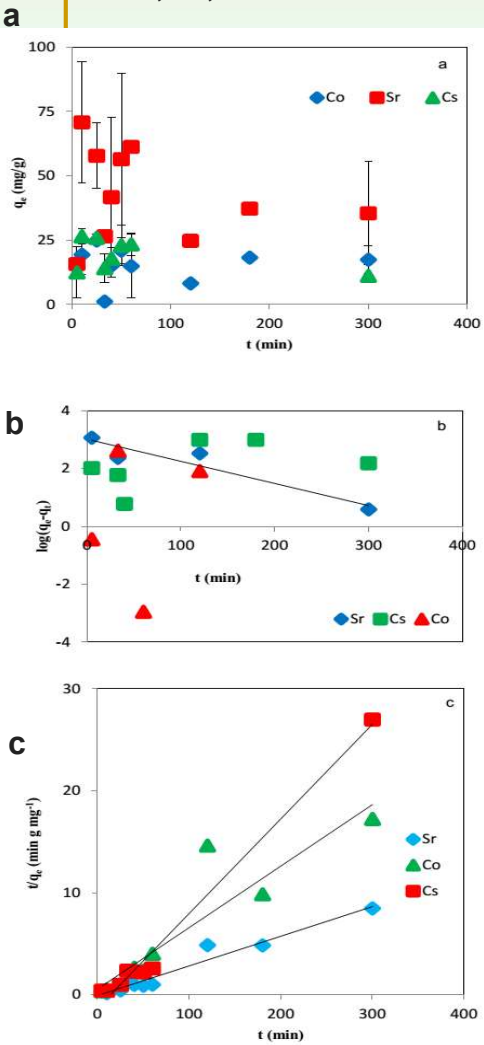 a
100
a
Co Sr Cs
75
qe (mg/g)
50
25
0
0 100 200 300 400
t (min)
b
4
b
2
log(qe-qt)
0
0 100 200 300 400
t (min)
-2
Sr Cs Co
-4
c
30
c
20
t/qe (min g mg⁻¹)
Sr
Co
10
Cs
0
0 100 200 300 400
t (min)